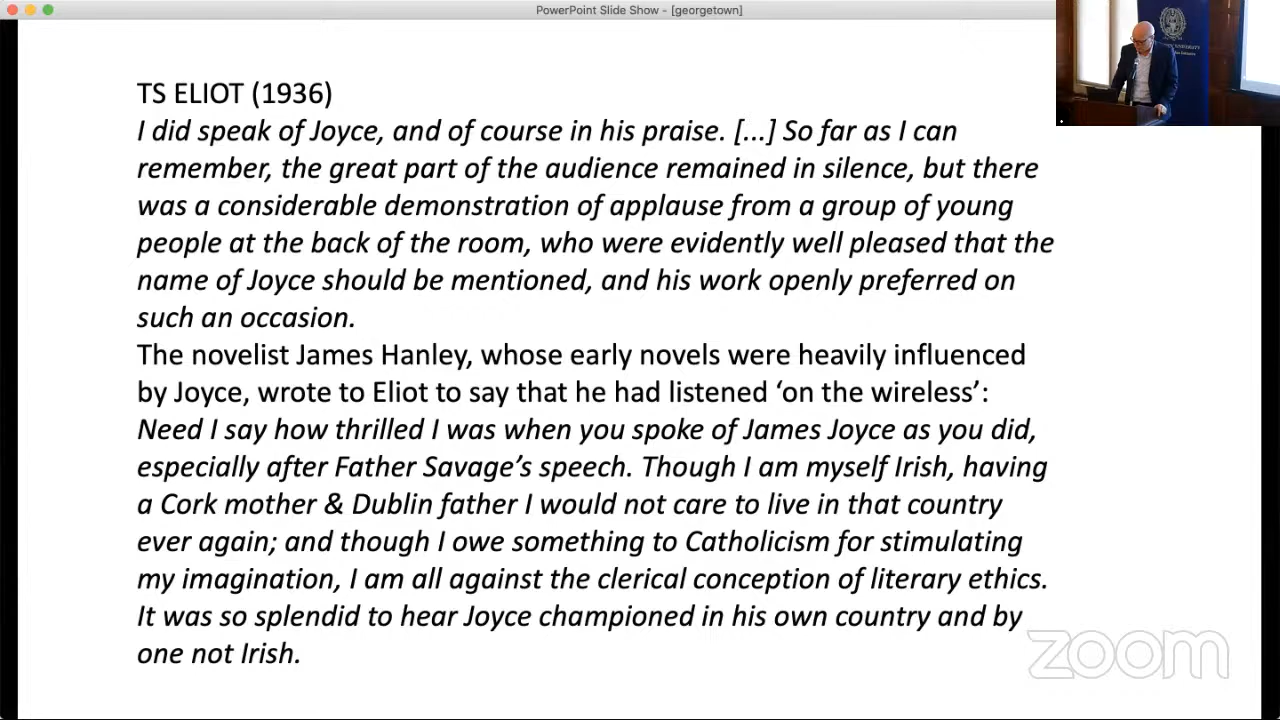 PowerPoint Slide Show - [georgetown]
TS ELIOT (1936)
I did speak of Joyce, and of course in his praise. [...] So far as I can
remember, the great part of the audience remained in silence, but there
was a considerable demonstration of applause from a group of young
people at the back of the room, who were evidently well pleased that the
name of Joyce should be mentioned, and his work openly preferred on
such an occasion.
The novelist James Hanley, whose early novels were heavily influenced
by Joyce, wrote to Eliot to say that he had listened ‘on the wireless’:
Need I say how thrilled I was when you spoke of James Joyce as you did,
especially after Father Savage’s speech. Though I am myself Irish, having
a Cork mother & Dublin father I would not care to live in that country
ever again; and though I owe something to Catholicism for stimulating
my imagination, I am all against the clerical conception of literary ethics.
It was so splendid to hear Joyce championed in his own country and by
one not Irish.
zoom